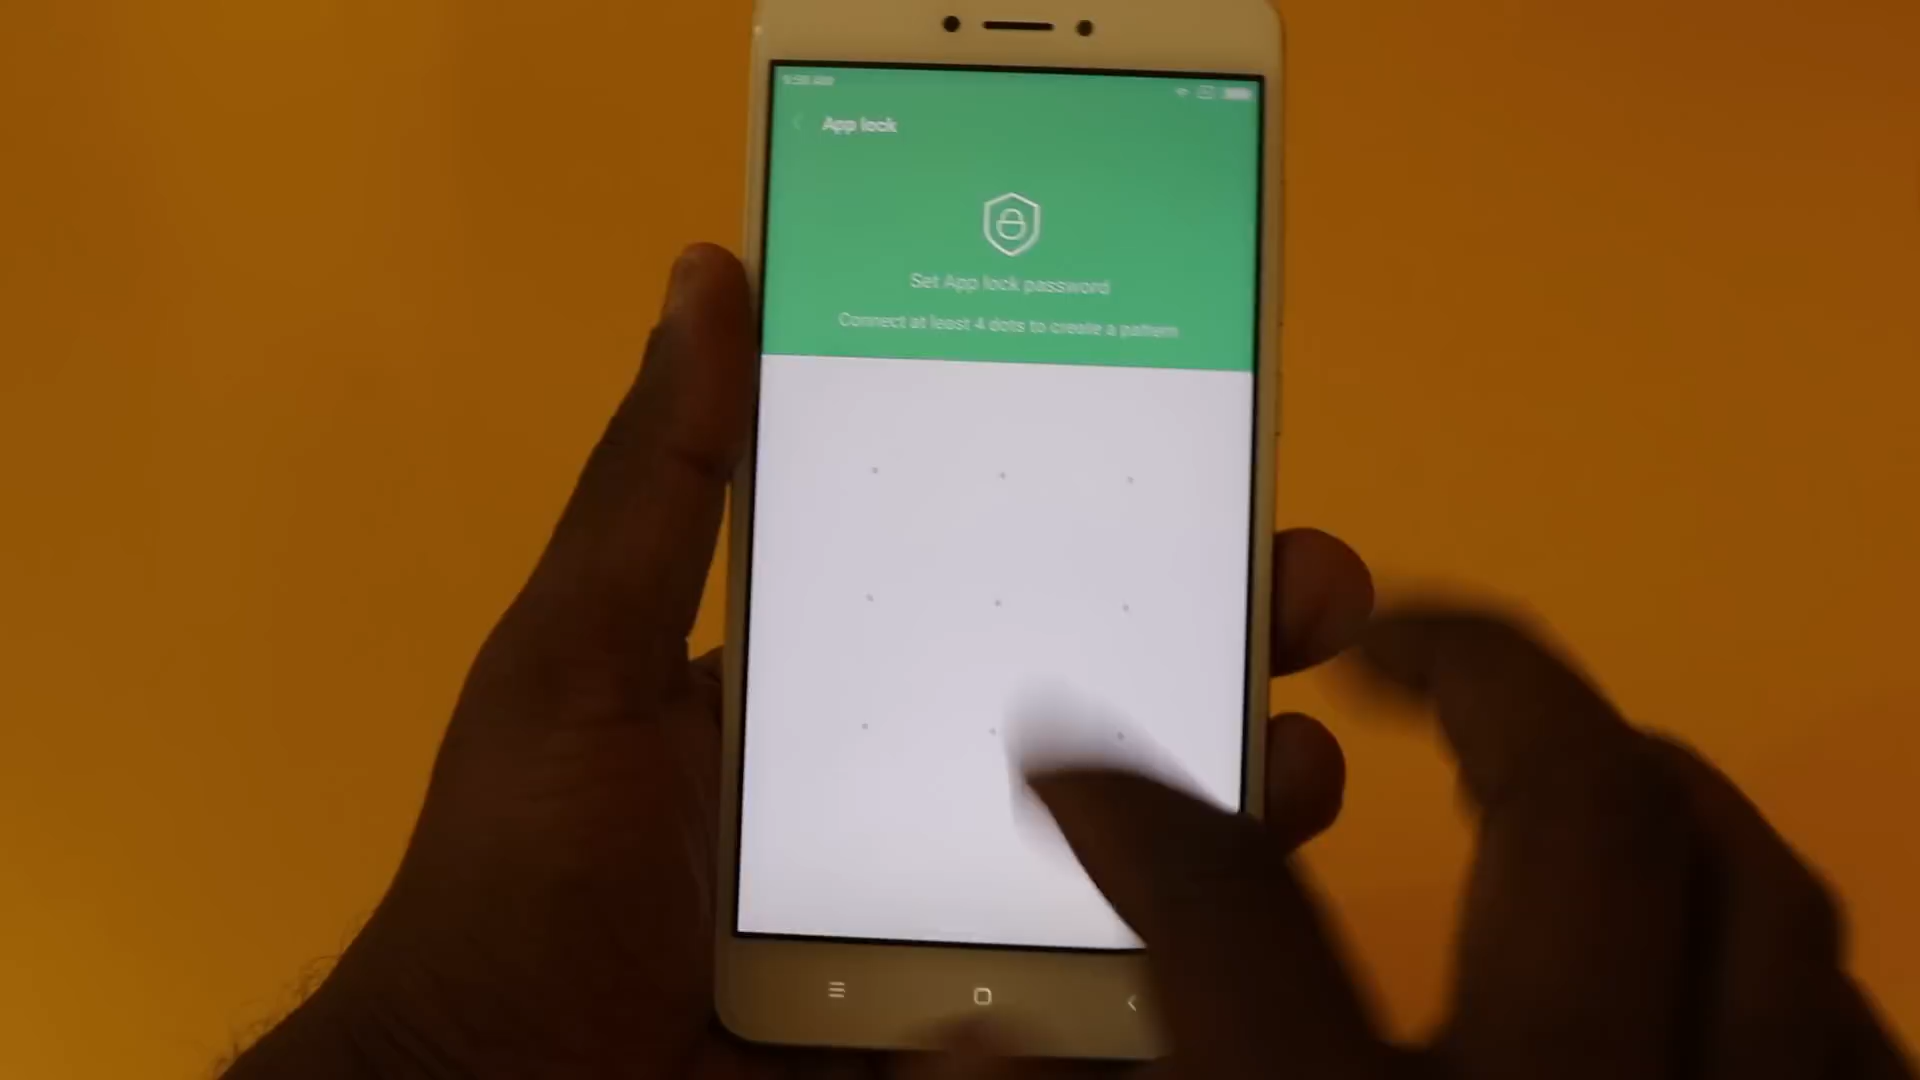 App lock
Set App lock password
Connect at least 4 dots to create a pattern